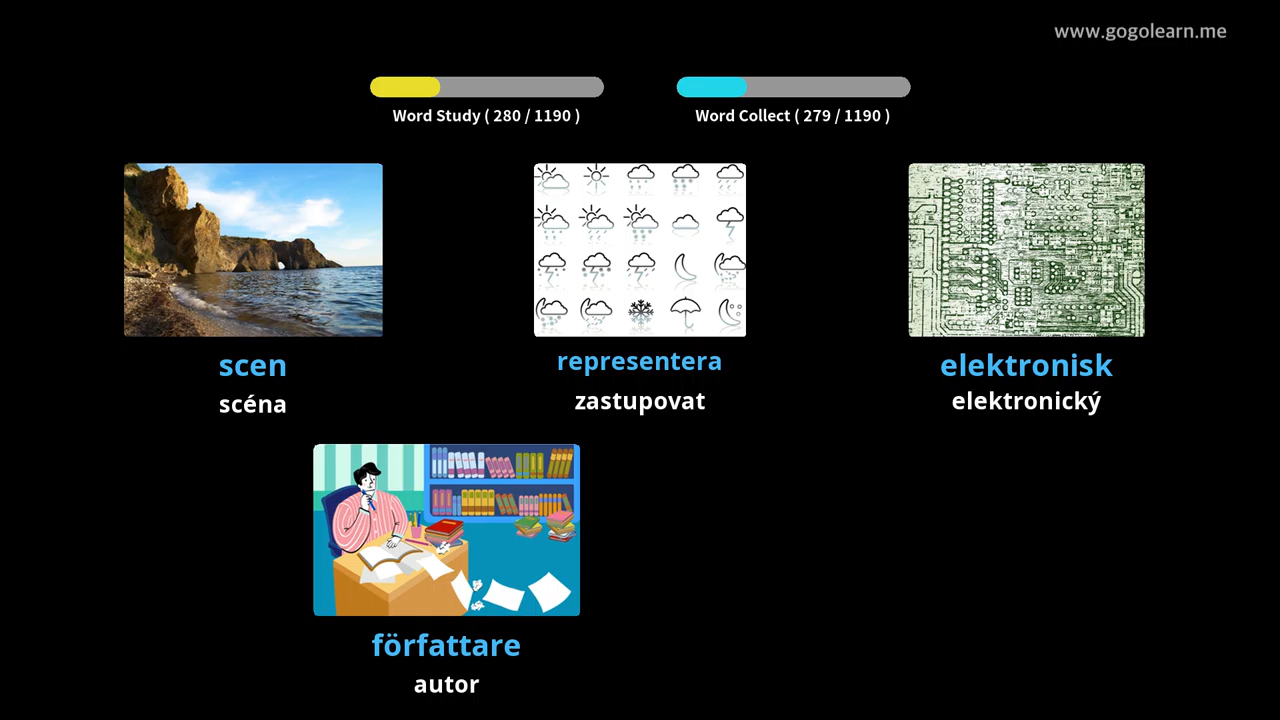 www.gogolearn.me
Word Study ( 280 / 1190 )
Word Collect ( 279 / 1190 )
scen
scéna
representera
zastupovat
elektronisk
elektronický
författare
autor